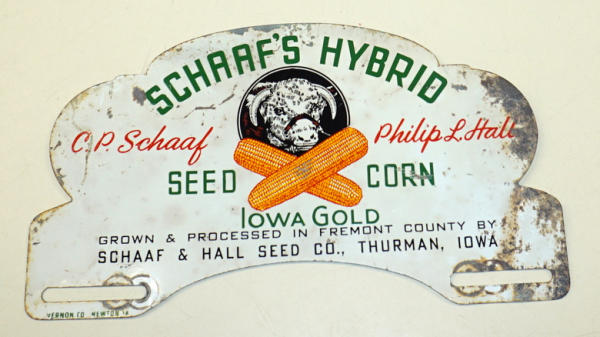 SCHAAF'S HYBRID
C.P. Schaaf
Philip L. Hall
SEED CORN
IOWA GOLD
GROWN & PROCESSED IN FREMONT COUNTY BY
SCHAAF & HALL SEED CO., THURMAN, IOWA
VERNON CO. NEWTON IA